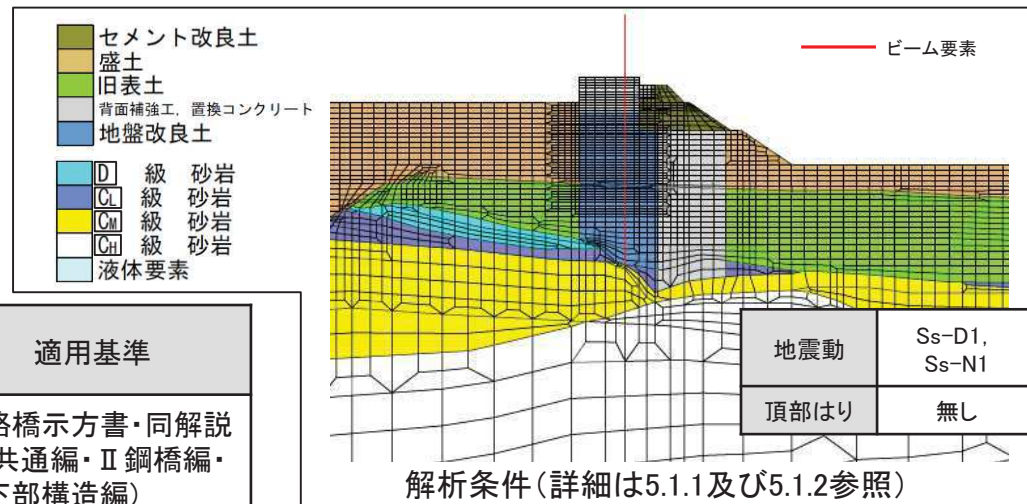 セメント改良土
盛土
旧表土
背面補強工，置換コンクリート
地盤改良土
D 級 砂岩
CL 級 砂岩
CM 級 砂岩
CH 級 砂岩
液体要素
ビーム要素
適用基準
路橋示方書・同解説
共通編・Ⅱ鋼橋編・
下部構造編）
地震動
Ss-D1,
Ss-N1
頂部はり
無し
解析条件（詳細は5.1.1及び5.1.2参照）